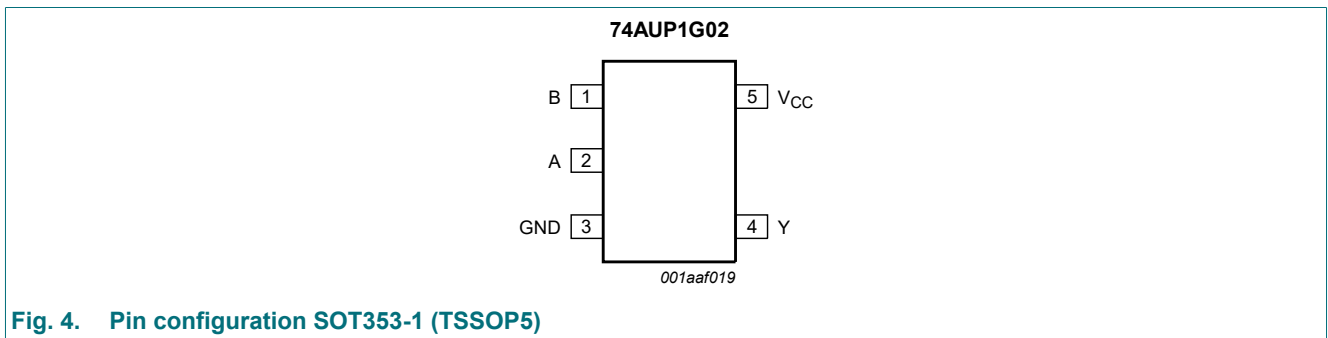 74AUP1G02
B 1 5 VCC
A 2
GND 3 4 Y
001aaf019
Fig. 4. Pin configuration SOT353-1 (TSSOP5)